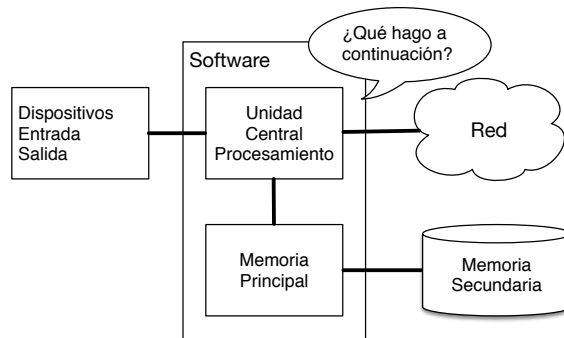 ¿Qué hago a
continuación?
Software
Dispositivos
Entrada
Salida
Unidad
Central
Procesamiento
Red
Memoria
Principal
Memoria
Secundaria